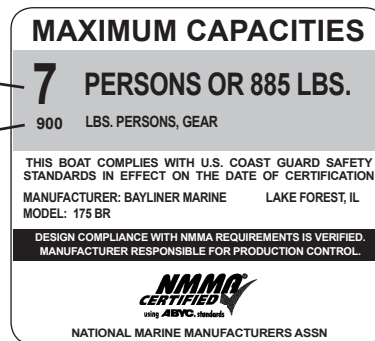 MAXIMUM CAPACITIES
7 PERSONS OR 885 LBS.
900 LBS. PERSONS, GEAR
THIS BOAT COMPLIES WITH U.S. COAST GUARD SAFETY
STANDARDS IN EFFECT ON THE DATE OF CERTIFICATION
MANUFACTURER: BAYLINER MARINE LAKE FOREST, IL
MODEL: 175 BR
DESIGN COMPLIANCE WITH NMMA REQUIREMENTS IS VERIFIED.
MANUFACTURER RESPONSIBLE FOR PRODUCTION CONTROL.
NMMA®
CERTIFIED
using ABYC. standards
NATIONAL MARINE MANUFACTURERS ASSN